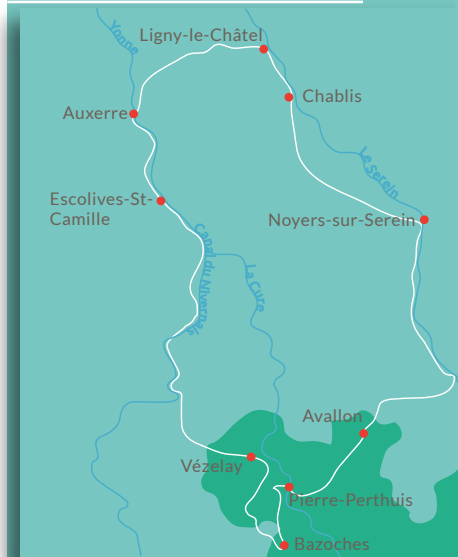 Yonne
Ligny-le-Châtel
Chablis
Auxerre
Le Serein
Escolives-St-
Camille
Noyers-sur-Serein
Canal du Nivernais
La Cure
Avallon
Vézelay
Pierre-Perthuis
Bazoches